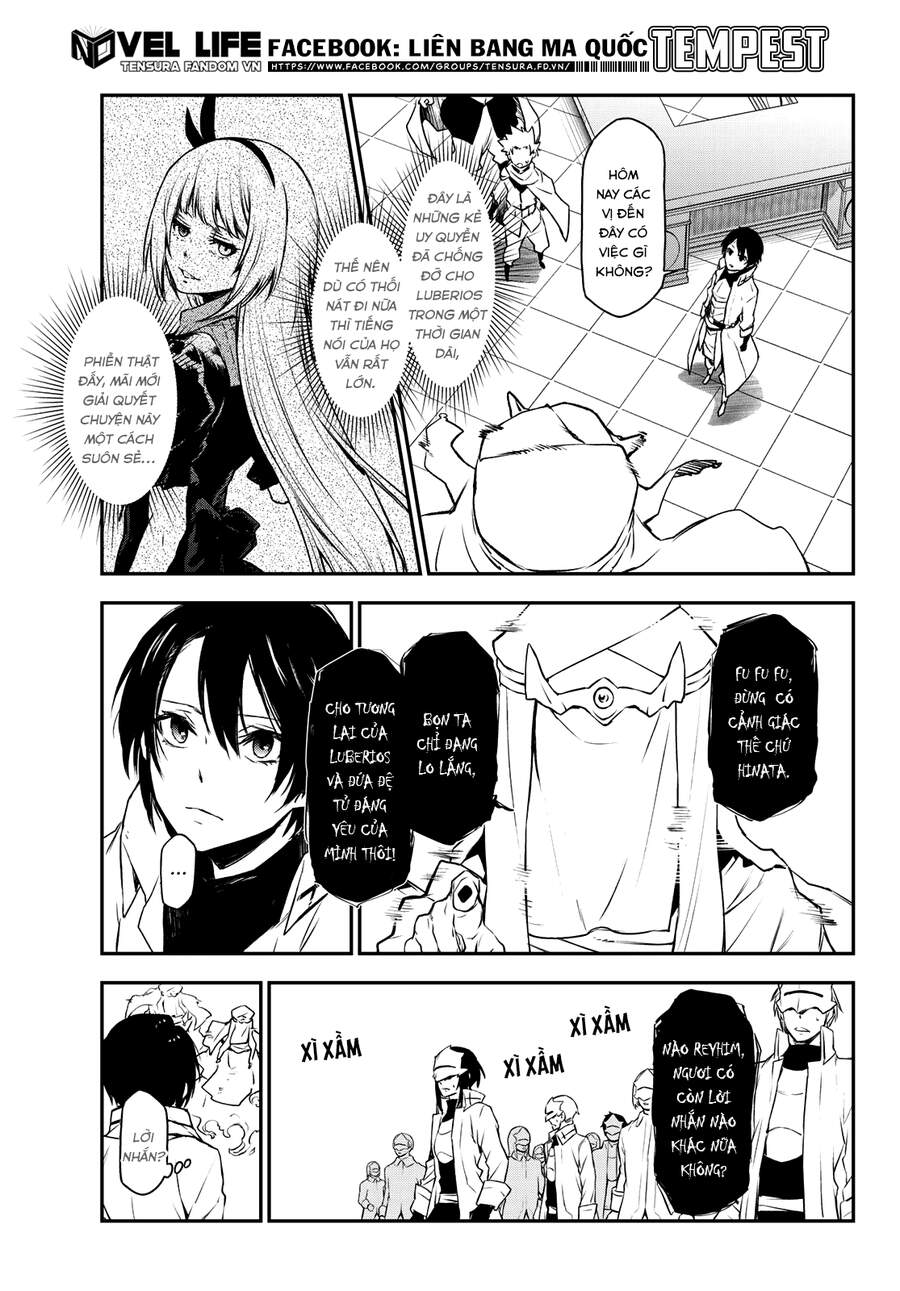 NOVEL LIFE
TENSURA FANDOM VN
FACEBOOK: LIÊN BANG MA QUỐC
HTTPS://WWW.FACEBOOK.COM/GROUPS/TENSURA.FD.VN/
TEMPEST
HÔM
NAY CÁC
VỊ ĐẾN
ĐÂY CÓ
VIỆC GÌ
KHÔNG?
ĐÂY LÀ
NHỮNG KẺ
UY QUYỀN
ĐÃ CHỐNG
ĐỠ CHO
LUBERIOS
TRONG MỘT
THỜI GIAN
DÀI,
THẾ NÊN
DÙ CÓ THỐI
NÁT ĐI NỮA
THÌ TIẾNG
NÓI CỦA HỌ
VẪN RẤT
LỚN.
PHIỀN THẬT
ĐẤY, MÃI MỚI
GIẢI QUYẾT
CHUYỆN NÀY
MỘT CÁCH
SUÔN SẺ...
FU FU FU,
ĐỪNG CÓ
CẢNH GIÁC
THẾ CHỨ
HINATA.
BỌN TA
CHỈ ĐANG
LO LẮNG,
CHO TƯƠNG
LAI CỦA
LUBERIOS
VÀ ĐỨA ĐỆ
TỬ ĐÁNG
YÊU CỦA
MÌNH THÔI!
...
NÀO REYHIM,
NGƯƠI CÓ
CÒN LỜI
NHẮN NÀO
KHÁC NỮA
KHÔNG?
XÌ XẦM
XÌ XẦM
XÌ XẦM
LỜI
NHẮN?